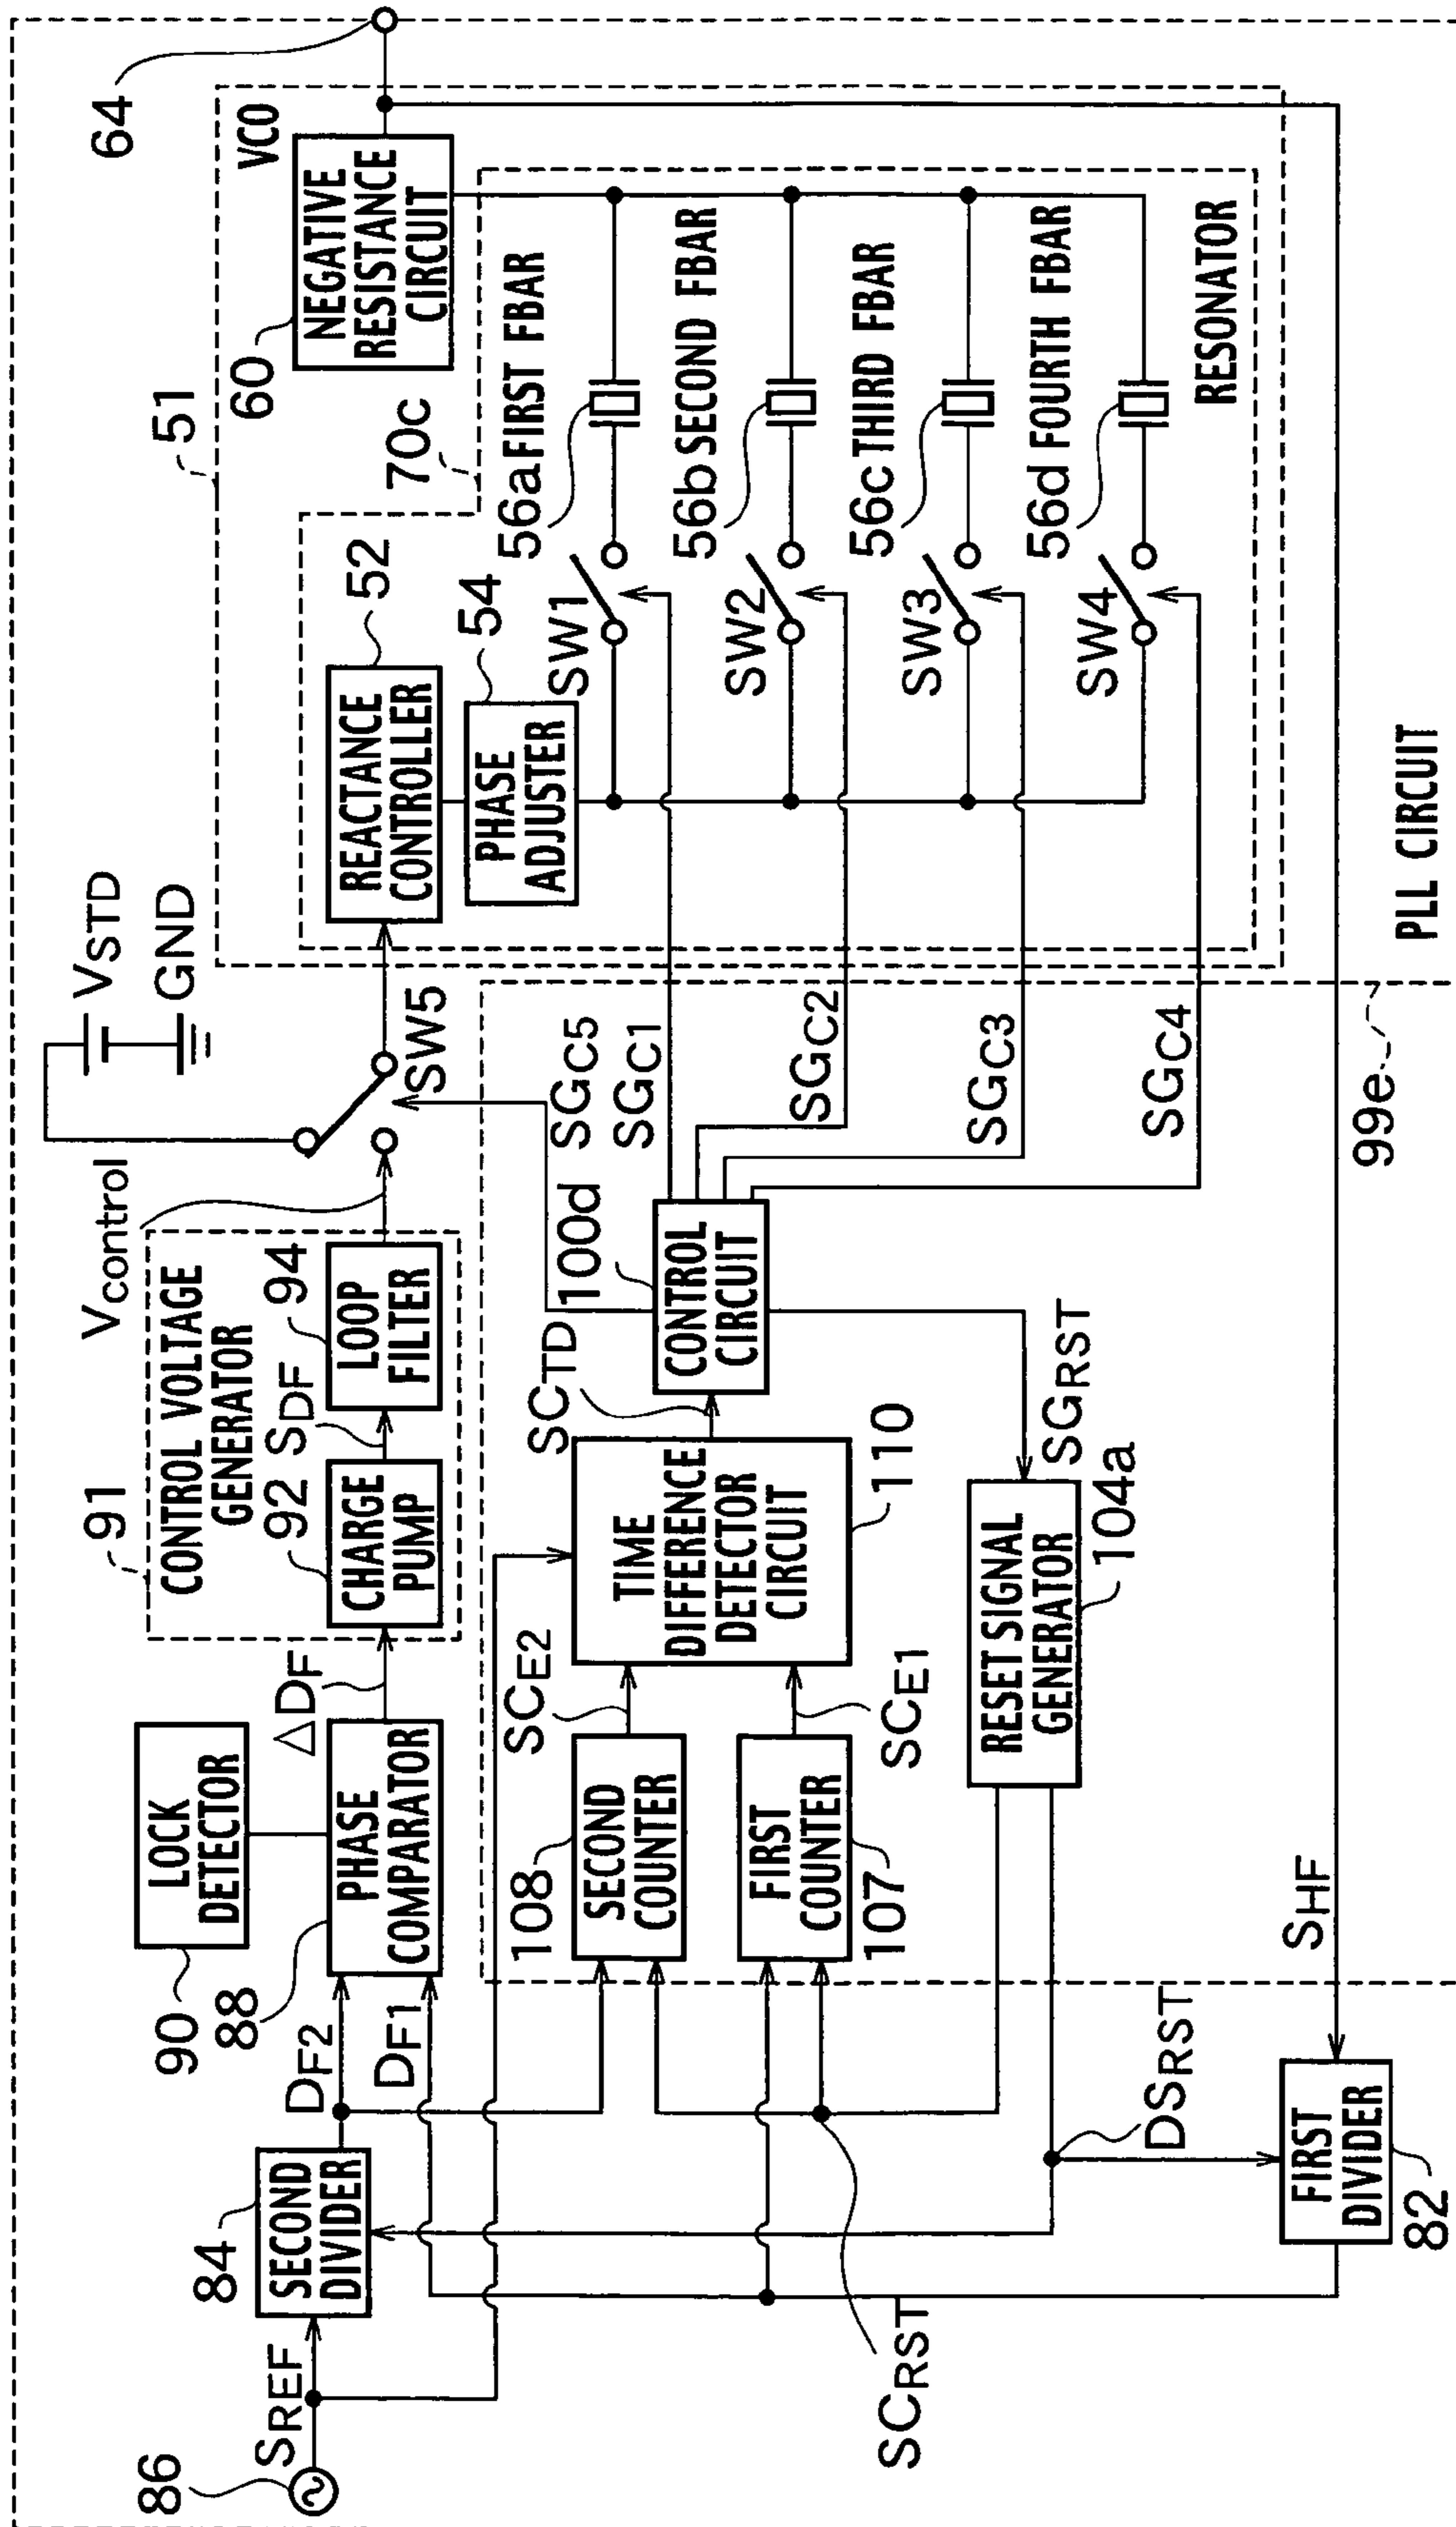 86
SREF
84
SECOND
DIVIDER
DF2
DF1
90
LOCK
DETECTOR
88
PHASE
COMPARATOR
△DF
91
CONTROL VOLTAGE
GENERATOR
92
CHARGE
PUMP
SDF
94
LOOP
FILTER
Vcontrol
VSTD
GND
SW5
51
VCO
64
60
NEGATIVE
RESISTANCE
CIRCUIT
70c
52
REACTANCE
CONTROLLER
54
PHASE
ADJUSTER
SW1
56a
FIRST FBAR
SW2
56b
SECOND FBAR
SW3
56c
THIRD FBAR
SW4
56d
FOURTH FBAR
RESONATOR
SGC5
SGC1
SGC2
SGC3
SGC4
100d
CONTROL
CIRCUIT
SCTD
TIME
DIFFERENCE
DETECTOR
CIRCUIT
110
SCE2
SCE1
108
SECOND
COUNTER
FIRST
COUNTER
107
SGRST
RESET SIGNAL
GENERATOR
104a
SCRST
DSRST
SHF
FIRST
DIVIDER
82
99e
PLL CIRCUIT